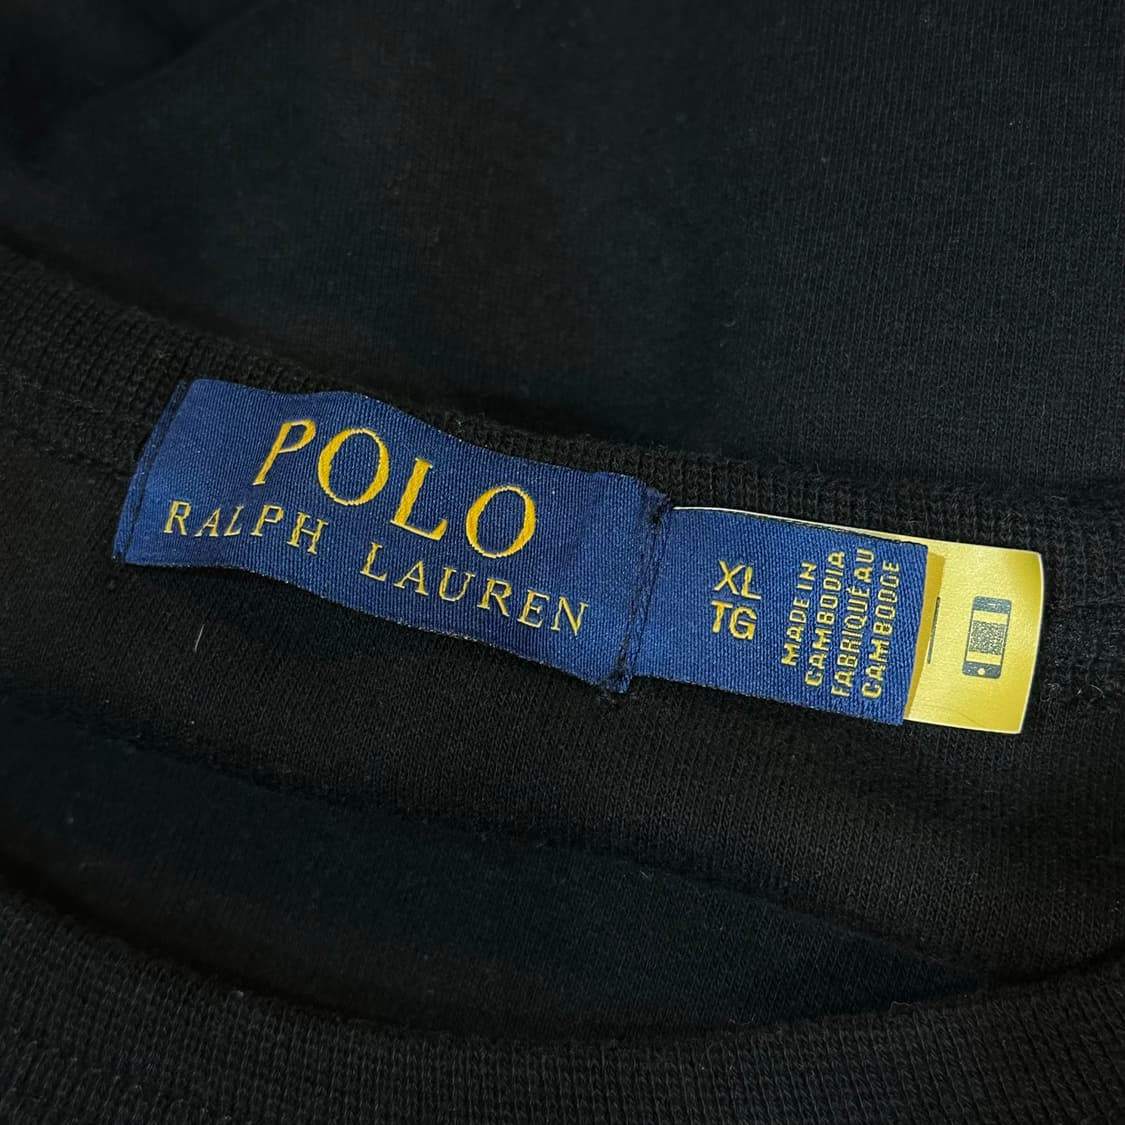 POLO
RALPH LAUREN
XL
TG
MADE IN
CAMBODIA
FABRIQUÉ AU
CAMBODGE